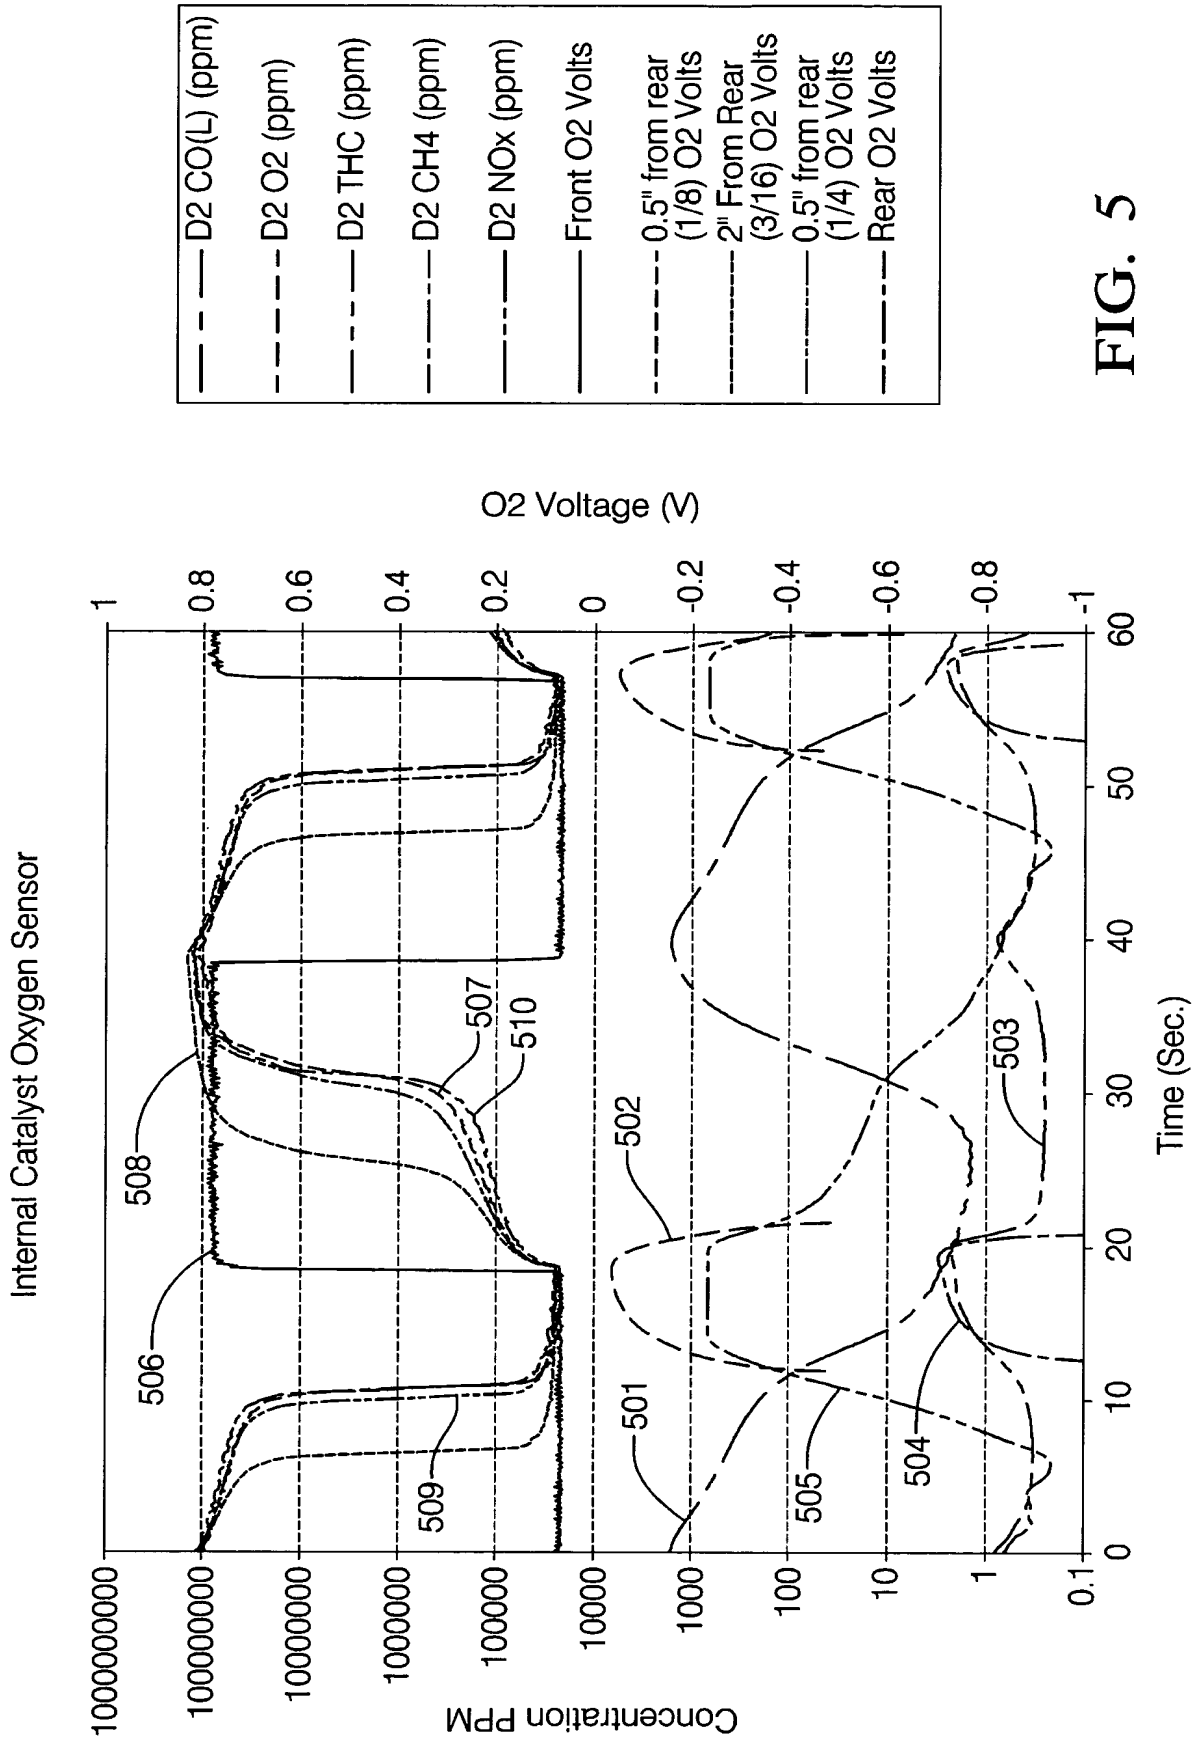 Internal Catalyst Oxygen Sensor
Concentration PPM
1000000000
100000000
10000000
1000000
100000
10000
1000
100
10
1
0.1
0
10
20
30
40
50
60
Time (Sec.)
1
0.8
0.6
0.4
0.2
0
-0.2
-0.4
-0.6
-0.8
-1
O2 Voltage (V)
506
508
509
507
510
501
502
505
504
503
D2 CO(L) (ppm)
D2 O2 (ppm)
D2 THC (ppm)
D2 CH4 (ppm)
D2 NOx (ppm)
Front O2 Volts
0.5" from rear
(1/8) O2 Volts
2" From Rear
(3/16) O2 Volts
0.5" from rear
(1/4) O2 Volts
Rear O2 Volts
FIG. 5